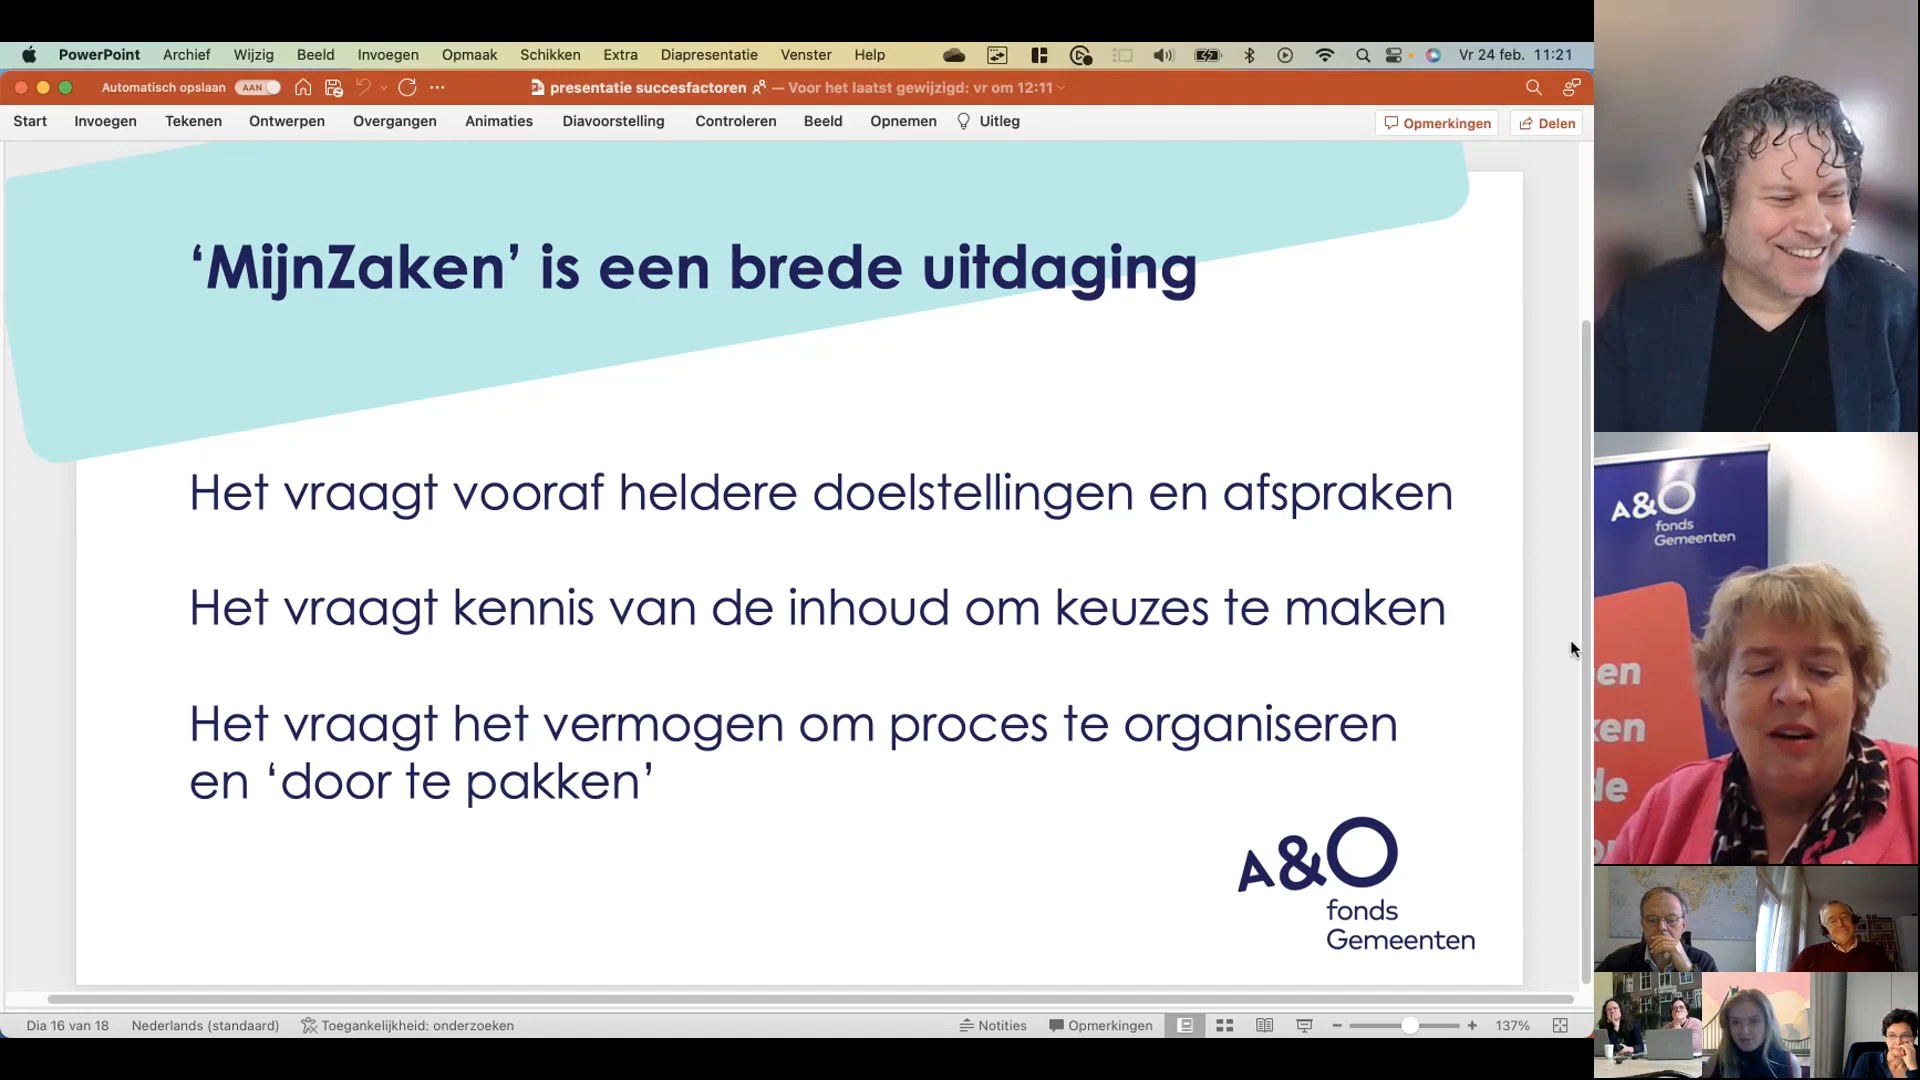 PowerPoint Archief Wijzig Beeld Invoegen Opmaak Schikken Extra Diapresentatie Venster Help Vr 24 feb. 11:21
Automatisch opslaan AAN presentatie succesfactoren — Voor het laatst gewijzigd: vr om 12:11
Start Invoegen Tekenen Ontwerpen Overgangen Animaties Diavoorstelling Controleren Beeld Opnemen Uitleg Opmerkingen Delen
‘MijnZaken’ is een brede uitdaging
Het vraagt vooraf heldere doelstellingen en afspraken
Het vraagt kennis van de inhoud om keuzes te maken
Het vraagt het vermogen om proces te organiseren
en ‘door te pakken’
A&O
fonds
Gemeenten
Dia 16 van 18 Nederlands (standaard) Toegankelijkheid: onderzoeken Notities Opmerkingen 137%
A&O
fonds
Gemeenten
en
ken
de